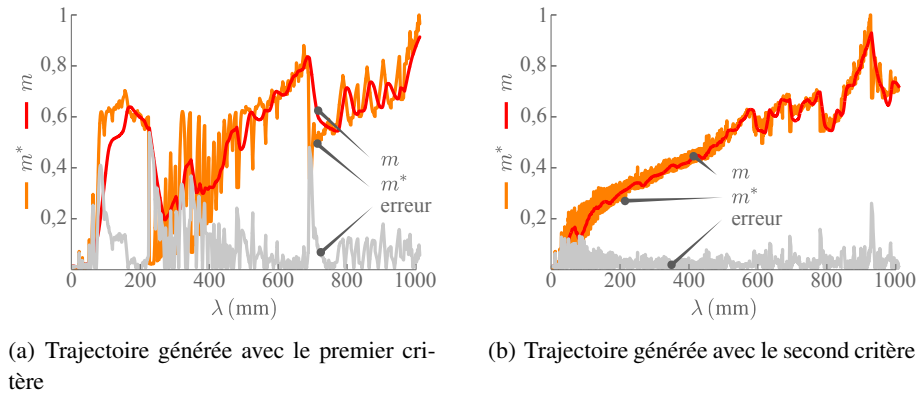 (a)
1
0,8
0,6
0,4
0,2
m
m*
m
m*
erreur
0
200
400
600
800
1000
λ (mm)
(b)
1
0,8
0,6
0,4
0,2
m
m*
m
m*
erreur
0
200
400
600
800
1000
λ (mm)
(a) Trajectoire générée avec le premier cri-
tère
(b) Trajectoire générée avec le second critère